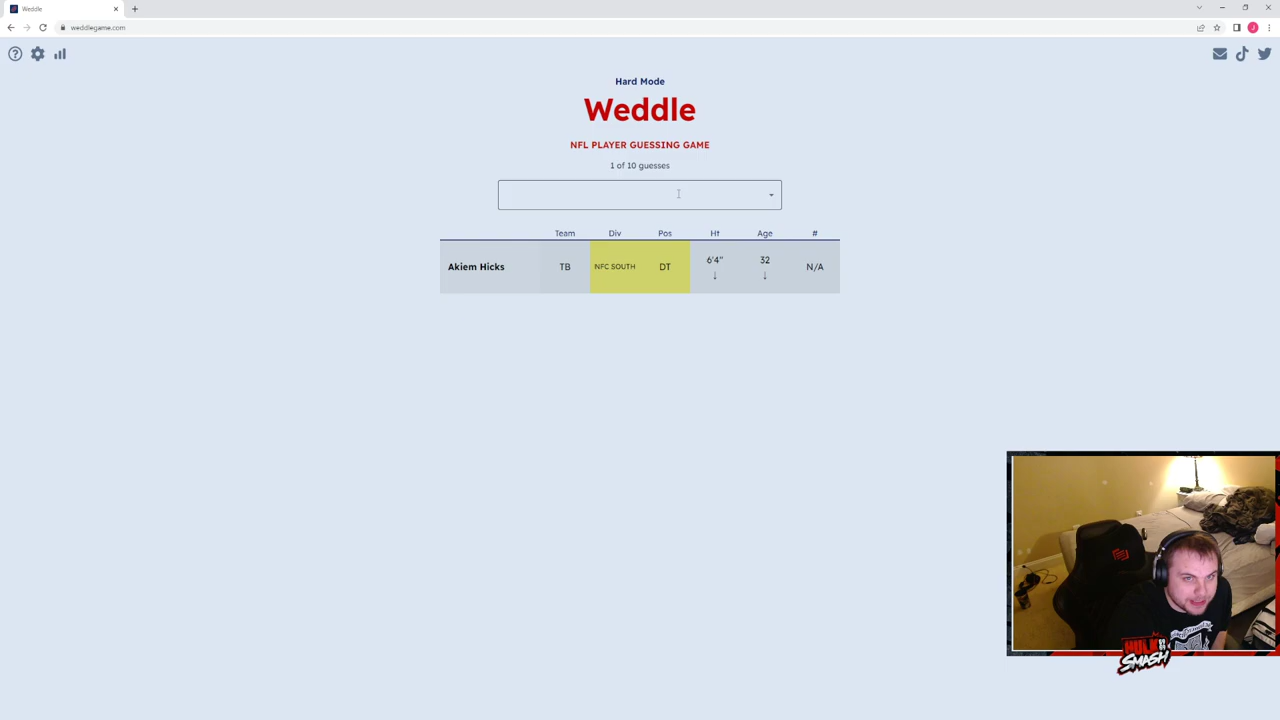 Weddle
weddlegame.com
J
Hard Mode
Weddle
NFL PLAYER GUESSING GAME
1 of 10 guesses
Team Div Pos Ht Age #
Akiem Hicks TB NFC SOUTH DT 6'4" ↓ 32 ↓ N/A
HULK
SMASH